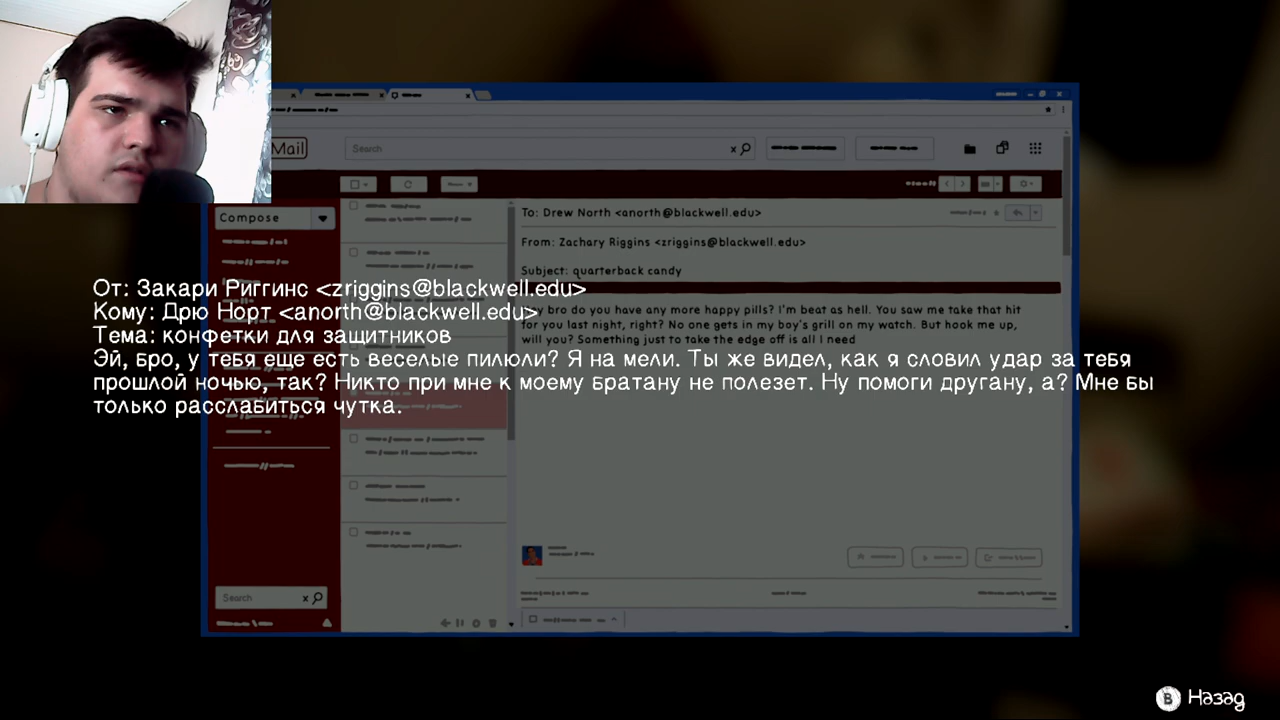 Mail
Search
x
Compose
To: Drew North <anorth@blackwell.edu>
From: Zachary Riggins <zriggins@blackwell.edu>
Subject: quarterback candy
bro do you have any more happy pills? I'm beat as hell. You saw me take that hit
for you last night, right? No one gets in my boy's grill on my watch. But hook me up,
will you? Something just to take the edge off is all I need
От: Закари Риггинс <zriggins@blackwell.edu>
Кому: Дрю Норт <anorth@blackwell.edu>
Тема: конфетки для защитников
Эй, бро, у тебя еще есть веселые пилюли? Я на мели. Ты же видел, как я словил удар за тебя
прошлой ночью, так? Никто при мне к моему братану не полезет. Ну помоги другану, а? Мне бы
только расслабиться чутка.
Search
x
B Назад